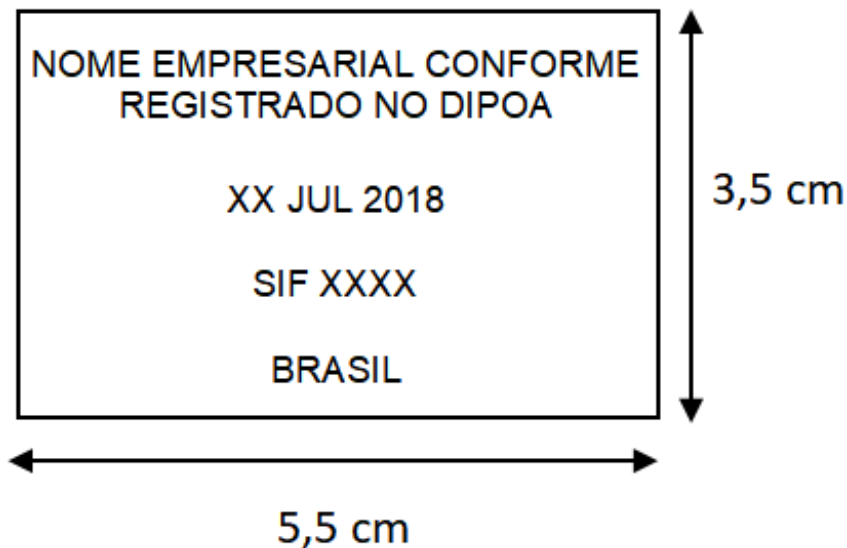 NOME EMPRESARIAL CONFORME
REGISTRADO NO DIPOA
XX JUL 2018
SIF XXXX
BRASIL
3,5 cm
5,5 cm